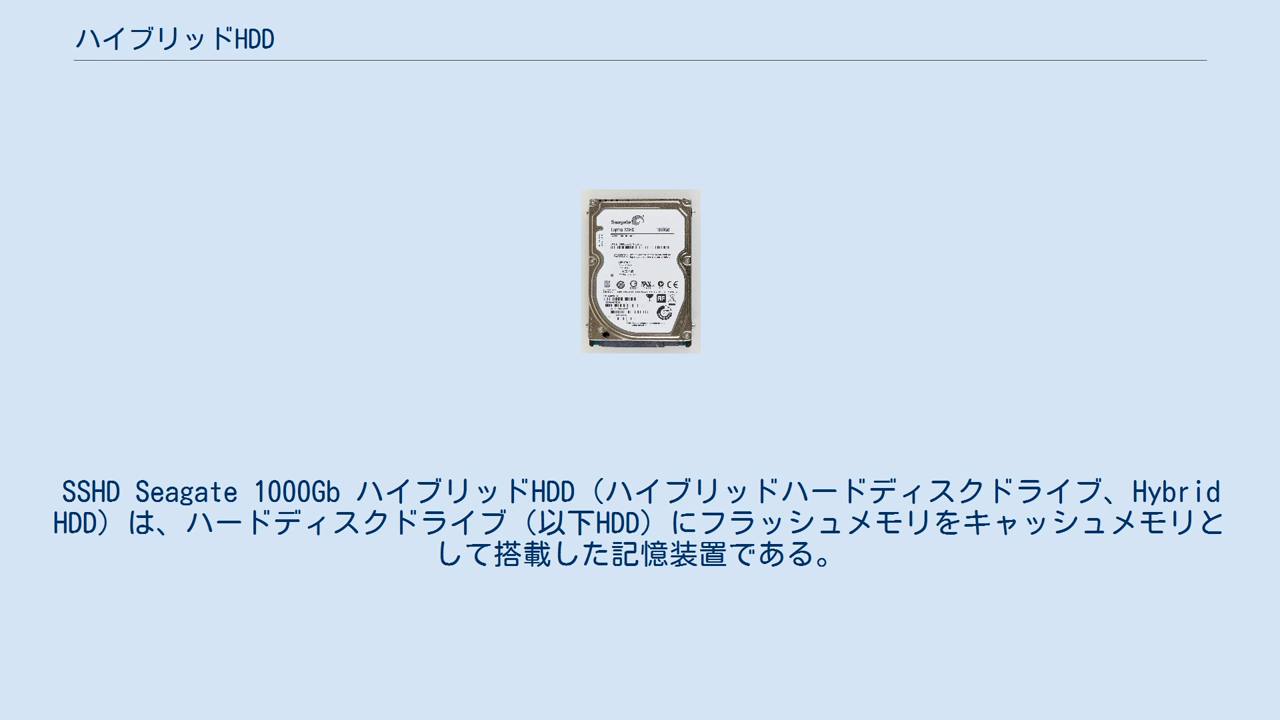 ハイブリッドHDD
Seagate
SSHD Seagate 1000Gb ハイブリッドHDD（ハイブリッドハードディスクドライブ、Hybrid
HDD）は、ハードディスクドライブ（以下HDD）にフラッシュメモリをキャッシュメモリと
して搭載した記憶装置である。